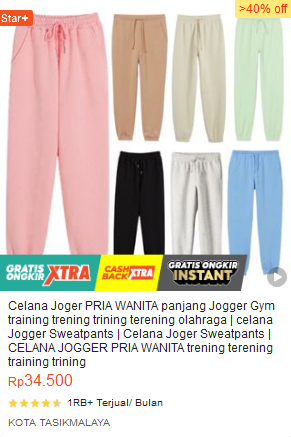 Star+
>40% off
GRATIS ONGKIR XTRA
CASH BACK XTRA
GRATIS ONGKIR INSTANT
Celana Joger PRIA WANITA panjang Jogger Gym
training trening trining terening olahraga | celana
Jogger Sweatpants | Celana Joger Sweatpants |
CELANA JOGGER PRIA WANITA trening terening
training trining
Rp34.500
1RB+ Terjual/ Bulan
KOTA TASIKMALAYA